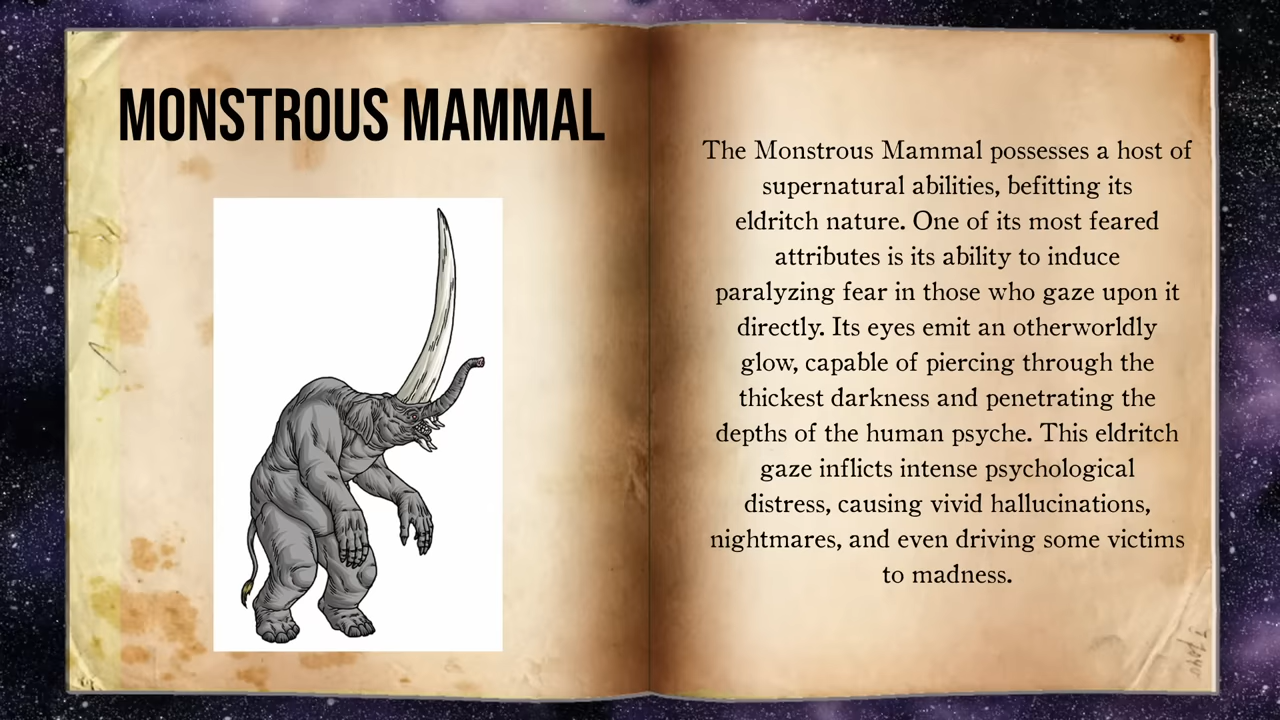 MONSTROUS MAMMAL
The Monstrous Mammal possesses a host of
supernatural abilities, befitting its
eldritch nature. One of its most feared
attributes is its ability to induce
paralyzing fear in those who gaze upon it
directly. Its eyes emit an otherworldly
glow, capable of piercing through the
thickest darkness and penetrating the
depths of the human psyche. This eldritch
gaze inflicts intense psychological
distress, causing vivid hallucinations,
nightmares, and even driving some victims
to madness.